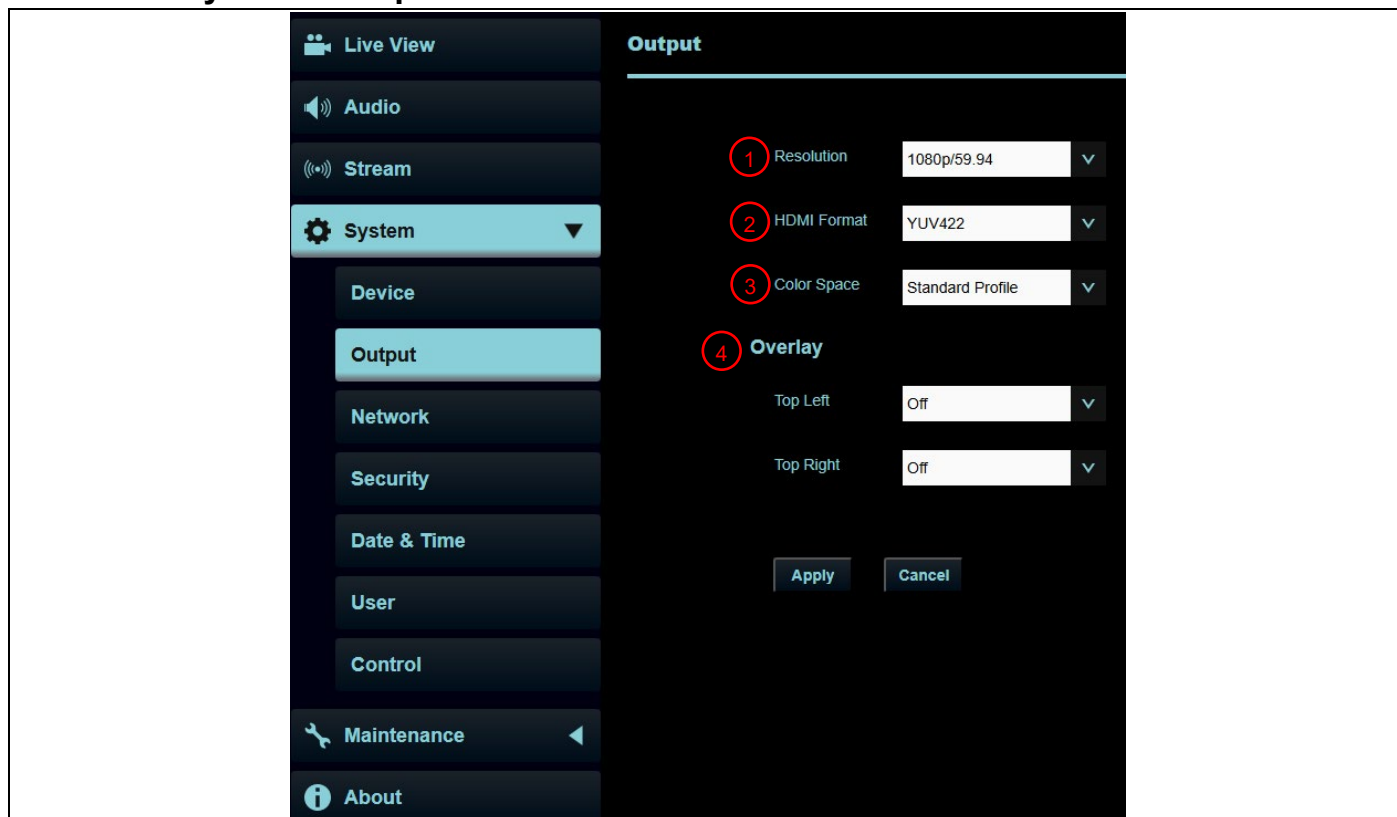 Live View
Audio
Stream
System
Device
Output
Network
Security
Date & Time
User
Control
Maintenance
About
Output
1 Resolution 1080p/59.94
2 HDMI Format YUV422
3 Color Space Standard Profile
4 Overlay
Top Left Off
Top Right Off
Apply Cancel